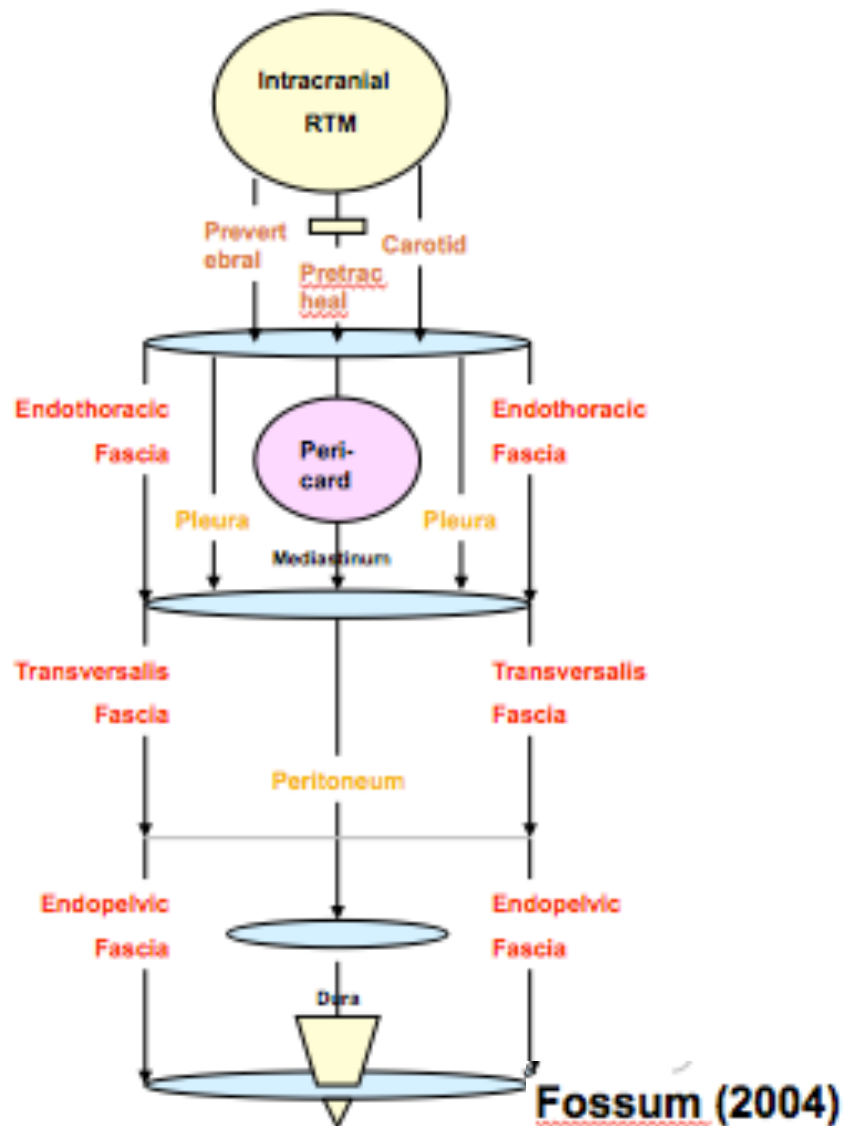 Intracranial
RTM
Prevert
ebral
Carotid
Pretrac
heal
Endothoracic
Fascia
Endothoracic
Fascia
Peri-
card
Pleura
Pleura
Mediastinum
Transversalis
Fascia
Transversalis
Fascia
Peritoneum
Endopelvic
Fascia
Endopelvic
Fascia
Dura
Fossum (2004)